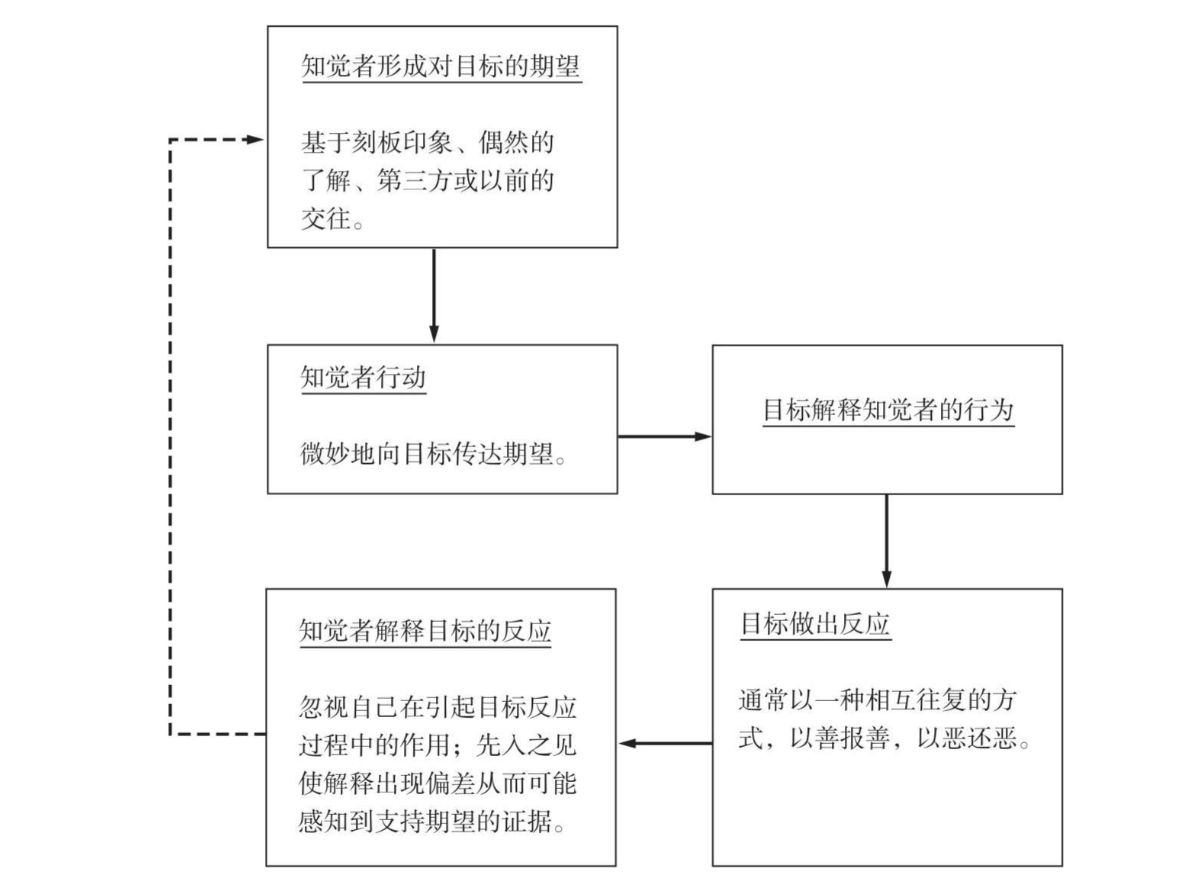 知觉者形成对目标的期望
基于刻板印象、偶然的
了解、第三方或以前的
交往。
知觉者行动
微妙地向目标传达期望。
目标解释知觉者的行为
目标做出反应
通常以一种相互往复的方
式，以善报善，以恶还恶。
知觉者解释目标的反应
忽视自己在引起目标反应
过程中的作用；先入之见
使解释出现偏差从而可能
感知到支持期望的证据。